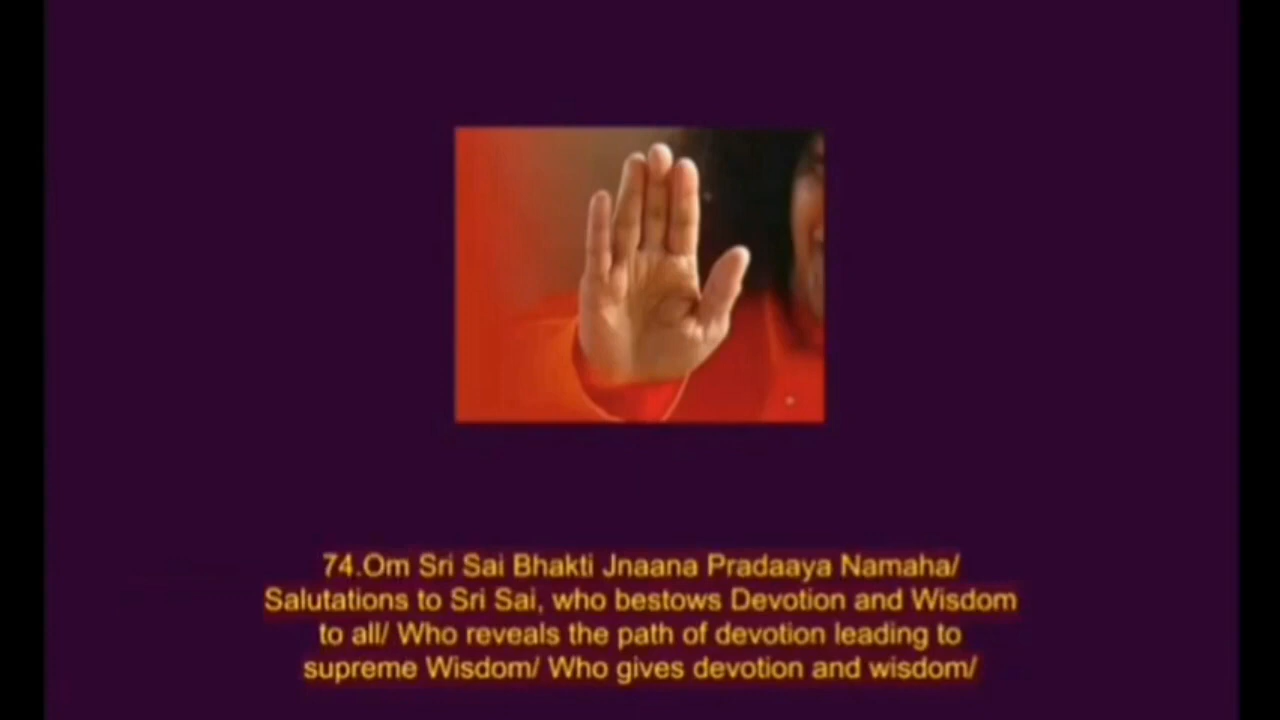 74.Om Sri Sai Bhakti Jnaana Pradaaya Namaha/
Salutations to Sri Sai, who bestows Devotion and Wisdom
to all/ Who reveals the path of devotion leading to
supreme Wisdom/ Who gives devotion and wisdom/